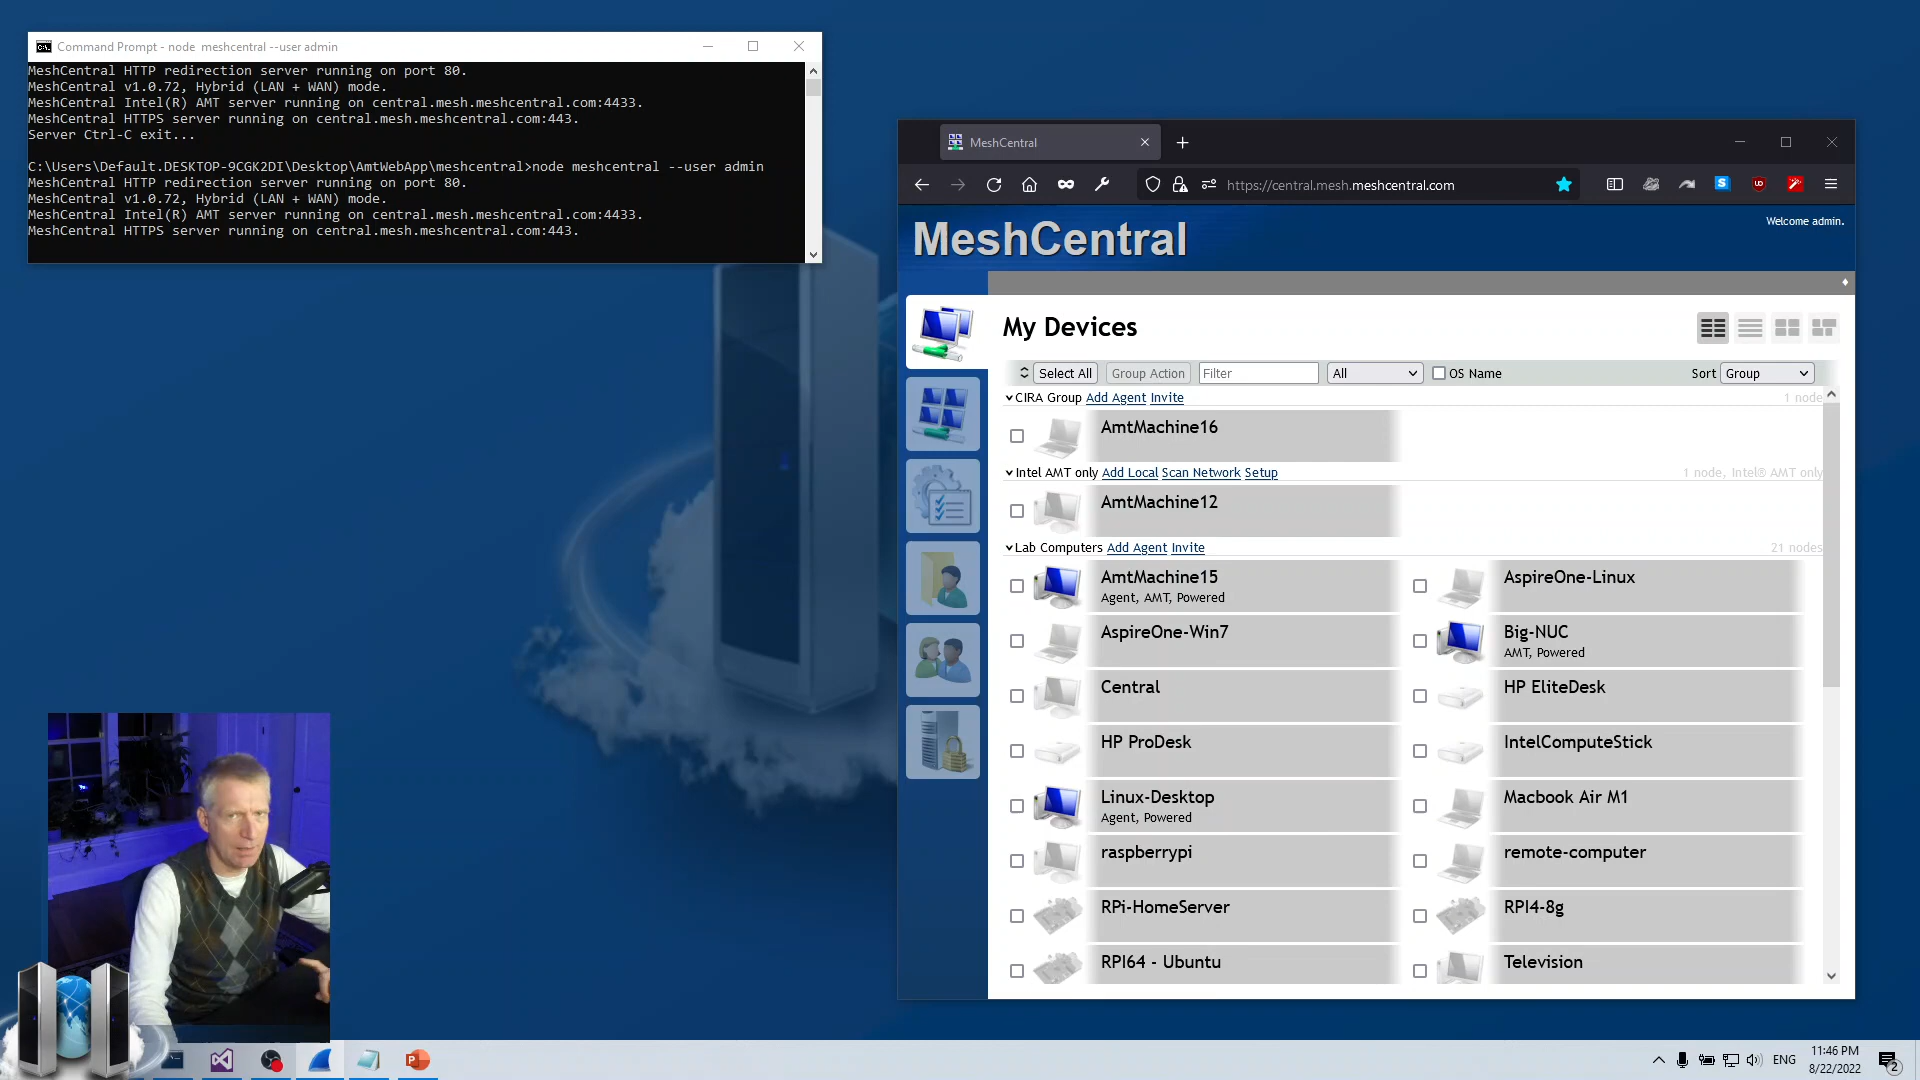 Command Prompt - node  meshcentral --user admin
MeshCentral HTTP redirection server running on port 80.
MeshCentral v1.0.72, Hybrid (LAN + WAN) mode.
MeshCentral Intel(R) AMT server running on central.mesh.meshcentral.com:4433.
MeshCentral HTTPS server running on central.mesh.meshcentral.com:443.
Server Ctrl-C exit...
C:\Users\Default.DESKTOP-9CGK2DI\Desktop\AmtWebApp\meshcentral>node meshcentral --user admin
MeshCentral HTTP redirection server running on port 80.
MeshCentral v1.0.72, Hybrid (LAN + WAN) mode.
MeshCentral Intel(R) AMT server running on central.mesh.meshcentral.com:4433.
MeshCentral HTTPS server running on central.mesh.meshcentral.com:443.
MeshCentral
https://central.mesh.meshcentral.com
MeshCentral
Welcome admin.
My Devices
Select All Group Action Filter All OS Name Sort Group
CIRA Group Add Agent Invite 1 node
AmtMachine16
Intel AMT only Add Local Scan Network Setup 1 node, Intel® AMT only
AmtMachine12
Lab Computers Add Agent Invite 21 nodes
AmtMachine15
Agent, AMT, Powered
AspireOne-Linux
AspireOne-Win7
Big-NUC
AMT, Powered
Central
HP EliteDesk
HP ProDesk
IntelComputeStick
Linux-Desktop
Agent, Powered
Macbook Air M1
raspberrypi
remote-computer
RPi-HomeServer
RPI4-8g
RPI64 - Ubuntu
Television
ENG
11:46 PM
8/22/2022
2